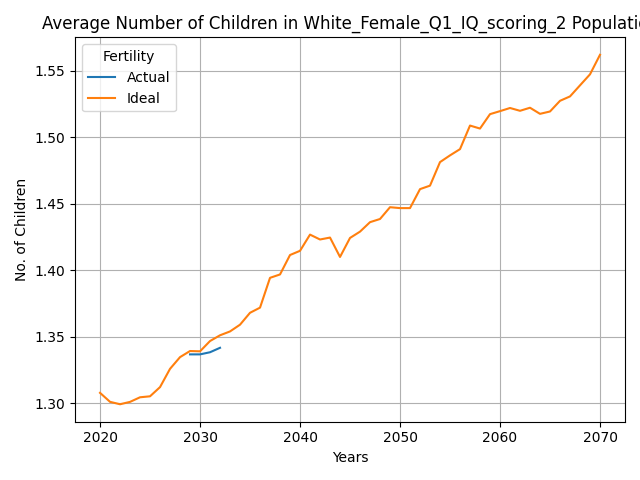 Average Number of Children in White_Female_Q1_IQ_scoring_2 Populatio
Fertility
Actual
Ideal
1.55
1.50
1.45
1.40
1.35
1.30
No. of Children
2020 2030 2040 2050 2060 2070
Years